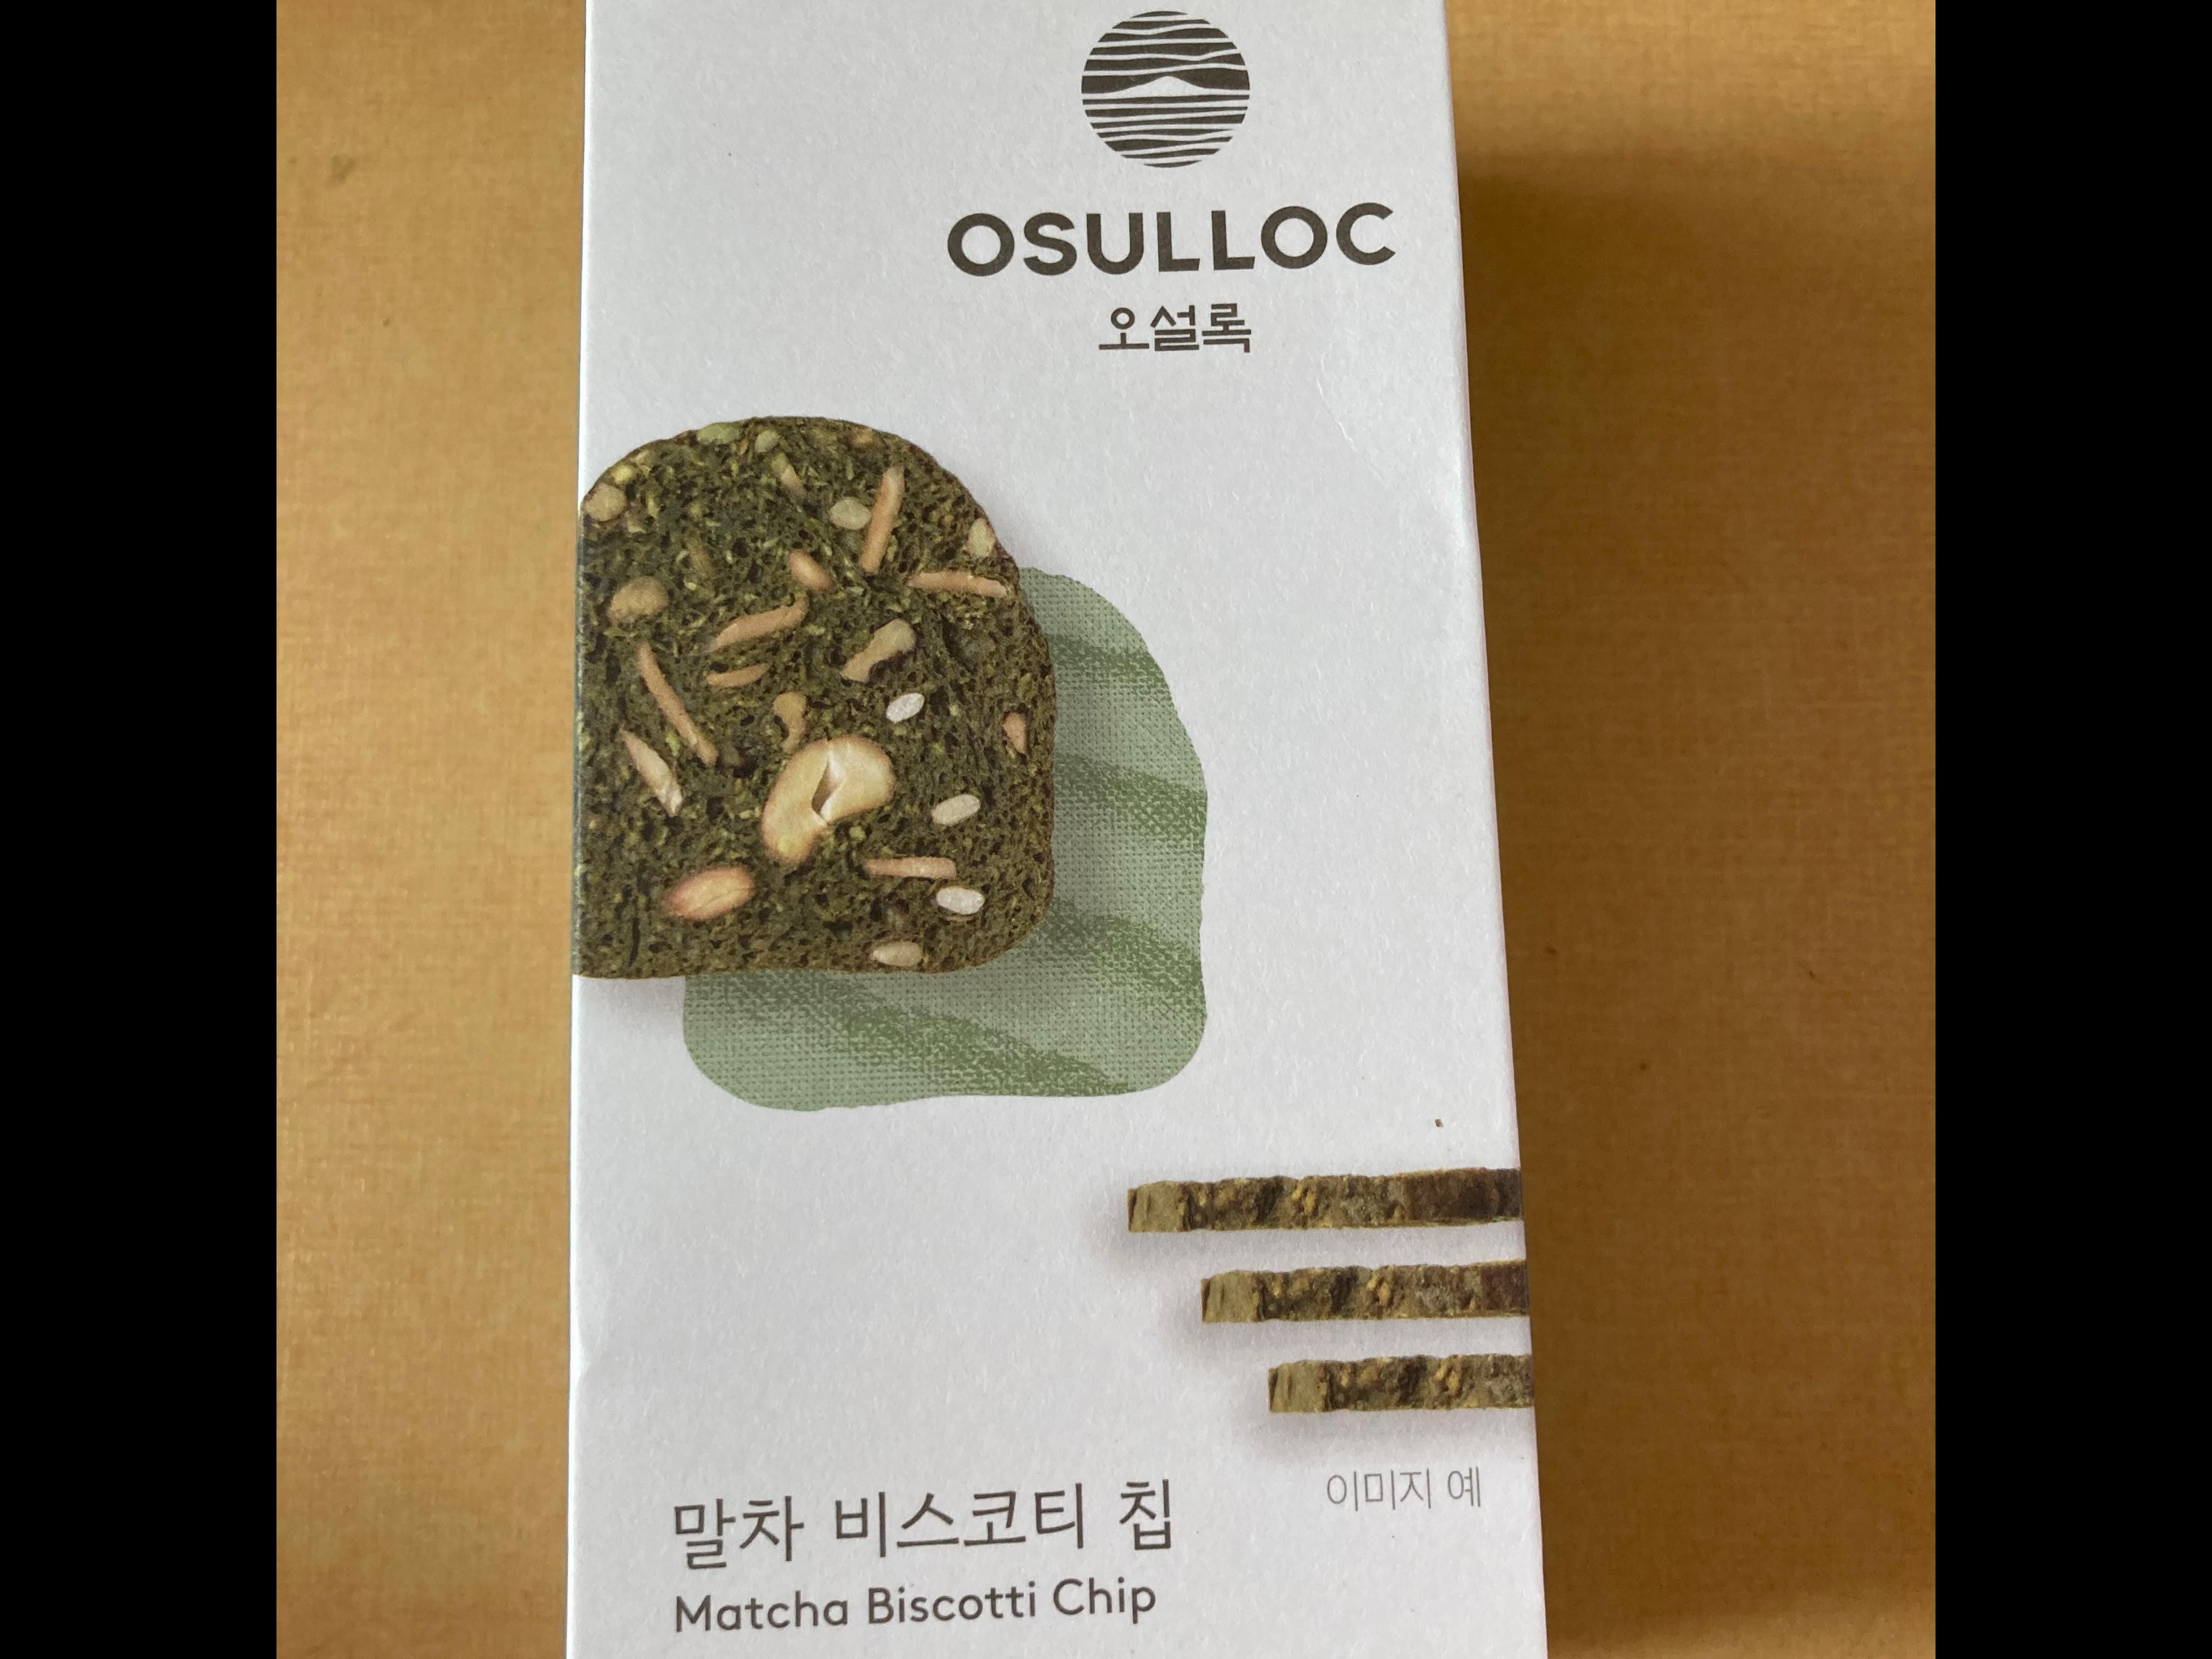 OSULLOC
오설록
이미지 예
말차 비스코티 칩
Matcha Biscotti Chip